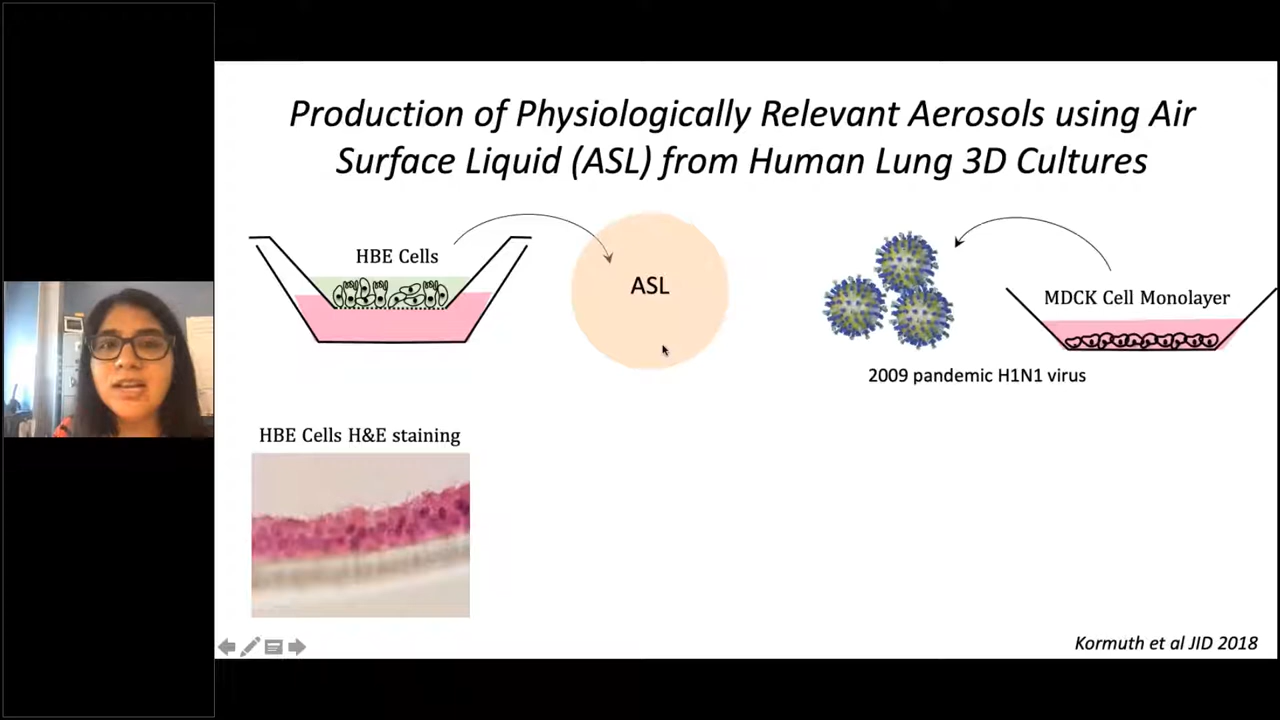 Production of Physiologically Relevant Aerosols using Air
Surface Liquid (ASL) from Human Lung 3D Cultures
HBE Cells
ASL
MDCK Cell Monolayer
2009 pandemic H1N1 virus
HBE Cells H&E staining
Kormuth et al JID 2018